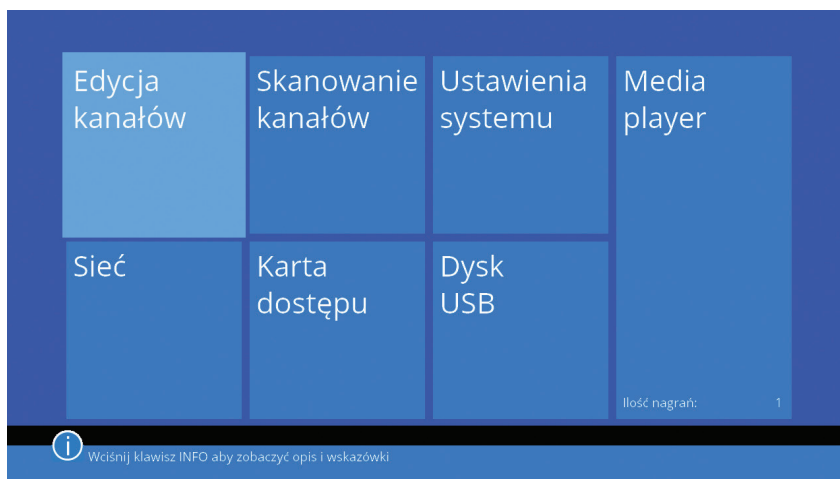 Edycja
kanałów
Skanowanie
kanałów
Ustawienia
systemu
Media
player
Sieć
Karta
dostępu
Dysk
USB
Ilość nagrań: 1
i
Wciśnij klawisz INFO aby zobaczyć opis i wskazówki